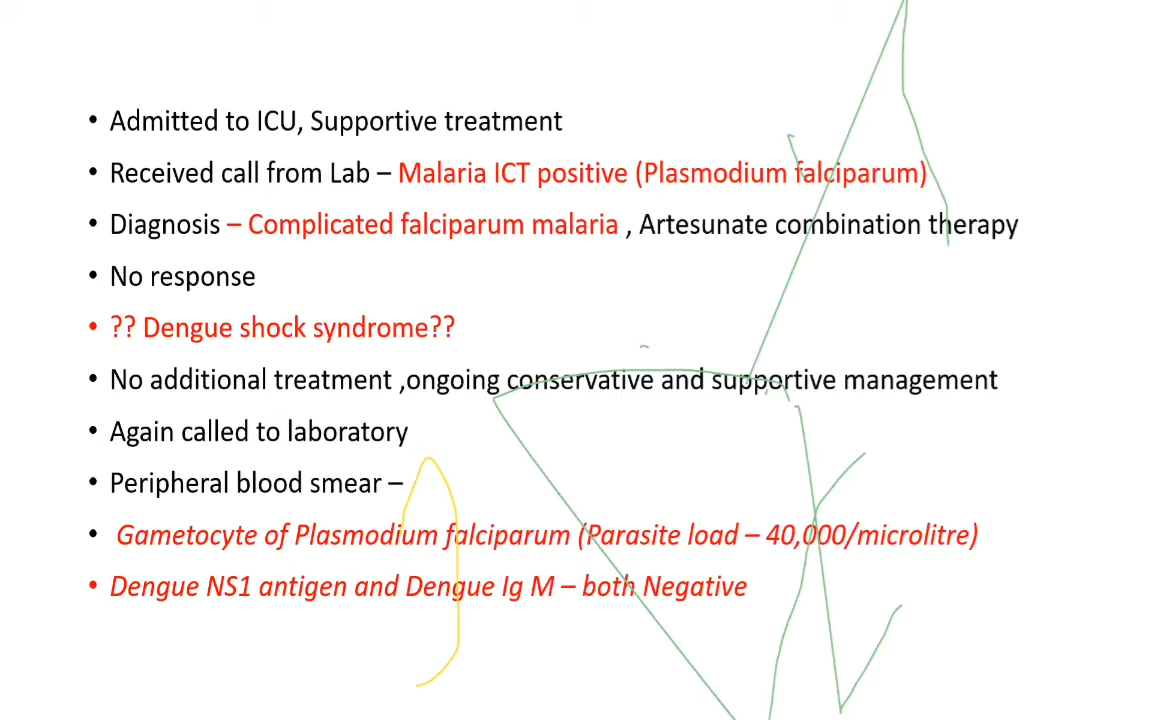 • Admitted to ICU, Supportive treatment
• Received call from Lab – Malaria ICT positive (Plasmodium falciparum)
• Diagnosis – Complicated falciparum malaria , Artesunate combination therapy
• No response
• ?? Dengue shock syndrome??
• No additional treatment ,ongoing conservative and supportive management
• Again called to laboratory
• Peripheral blood smear –
• Gametocyte of Plasmodium falciparum (Parasite load – 40,000/microlitre)
• Dengue NS1 antigen and Dengue Ig M – both Negative